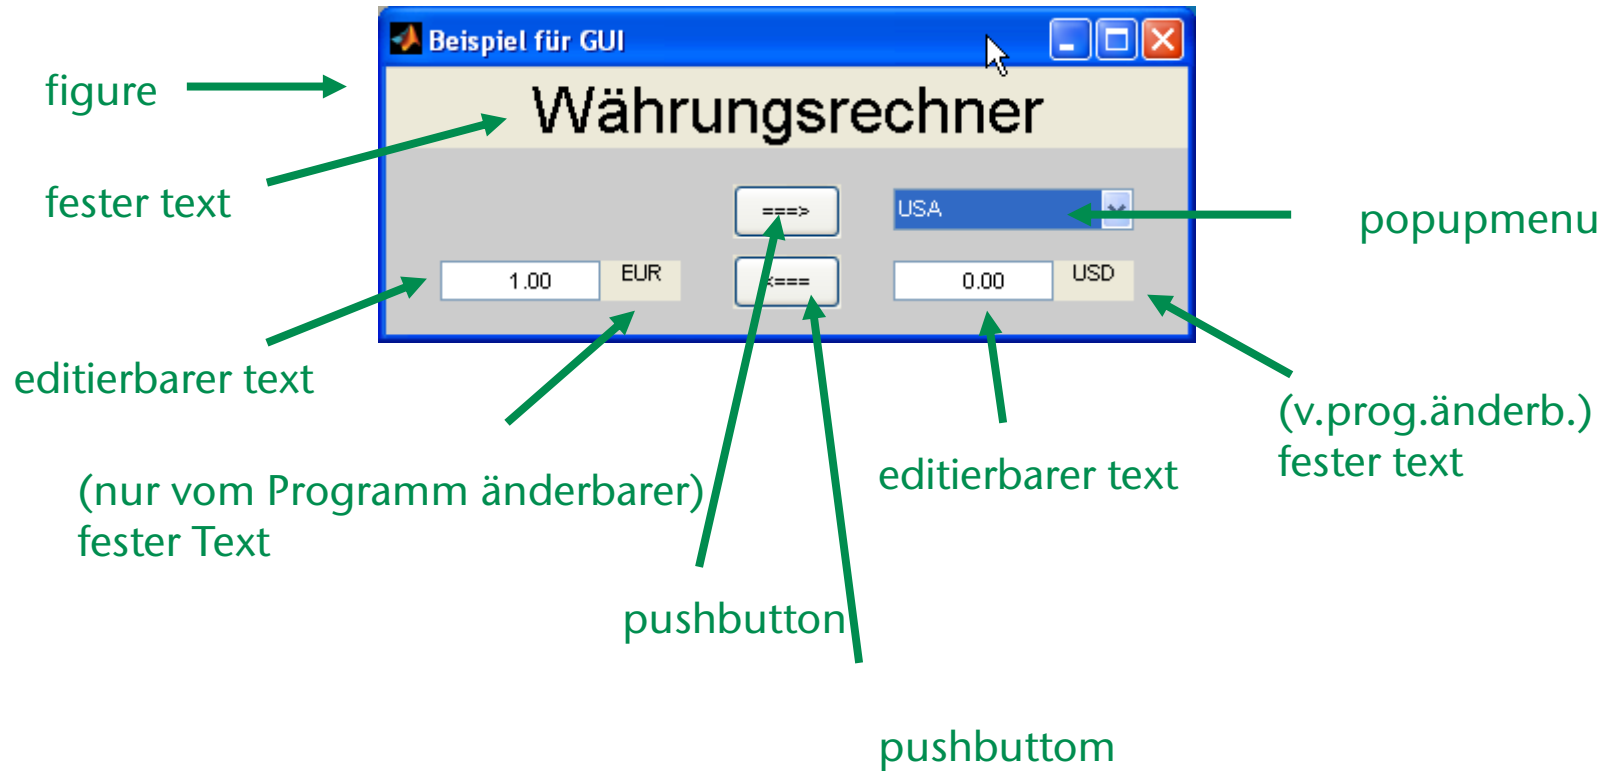 Beispiel für GUI
figure
Währungsrechner
fester text
===>
USA
popupmenu
1.00
EUR
<===
0.00
USD
editierbarer text
(v.prog.änderb.)
fester text
editierbarer text
(nur vom Programm änderbarer)
fester Text
pushbutton
pushbuttom